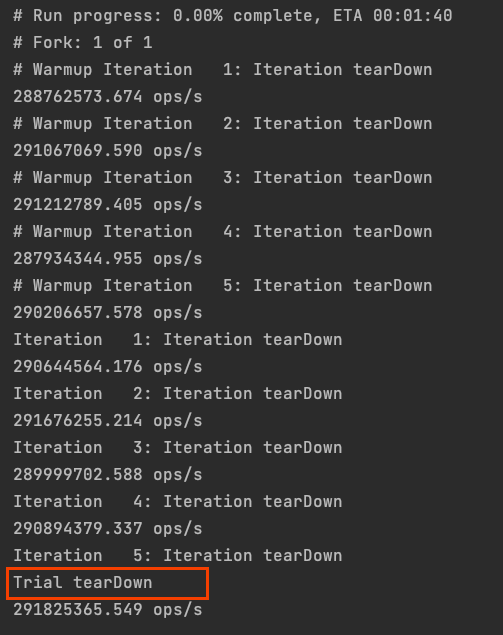 # Run progress: 0.00% complete, ETA 00:01:40
# Fork: 1 of 1
# Warmup Iteration   1: Iteration tearDown
288762573.674 ops/s
# Warmup Iteration   2: Iteration tearDown
291067069.590 ops/s
# Warmup Iteration   3: Iteration tearDown
291212789.405 ops/s
# Warmup Iteration   4: Iteration tearDown
287934344.955 ops/s
# Warmup Iteration   5: Iteration tearDown
290206657.578 ops/s
Iteration   1: Iteration tearDown
290644564.176 ops/s
Iteration   2: Iteration tearDown
291676255.214 ops/s
Iteration   3: Iteration tearDown
289999702.588 ops/s
Iteration   4: Iteration tearDown
290894379.337 ops/s
Iteration   5: Iteration tearDown
Trial tearDown
291825365.549 ops/s